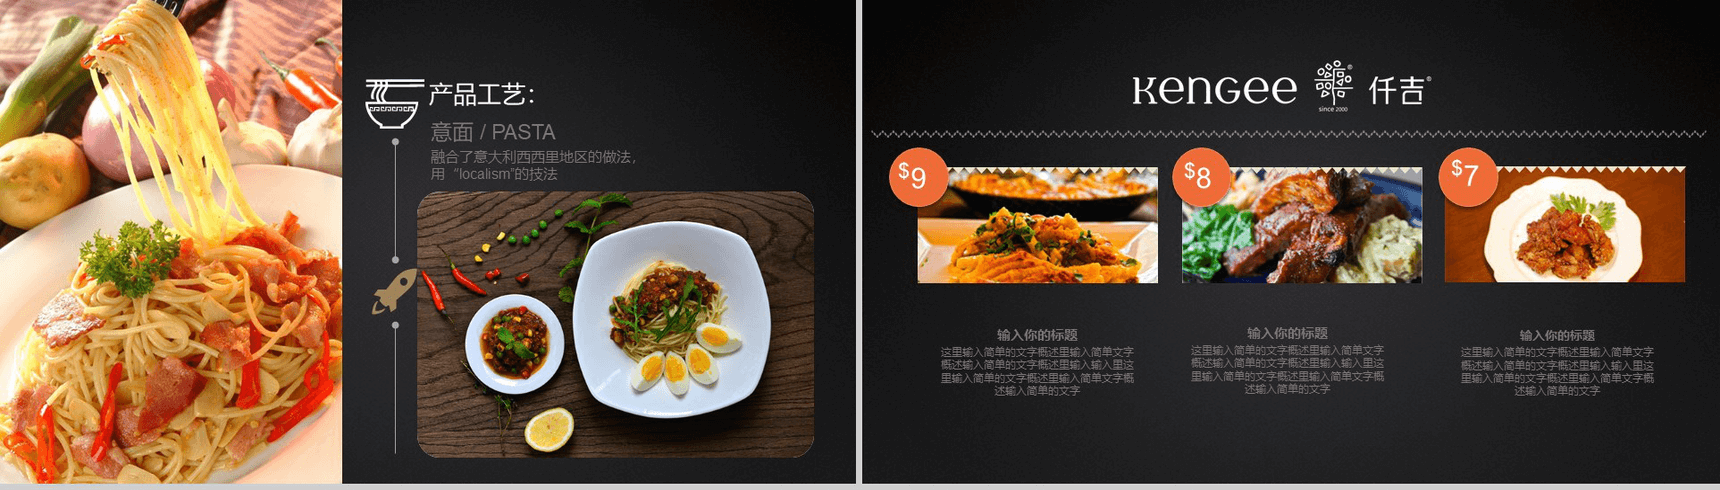 产品工艺：
意面 / PASTA
融合了意大利西西里地区的做法，
用“localism”的技法
KENGEE
since 2000
仟吉
$9
$8
$7
输入你的标题
这里输入简单的文字概述里输入简单文字
概述输入简单的文字概述里输入输入里这
里输入简单的文字概述里输入简单文字概
述输入简单的文字
输入你的标题
这里输入简单的文字概述里输入简单文字
概述输入简单的文字概述里输入输入里这
里输入简单的文字概述里输入简单文字概
述输入简单的文字
输入你的标题
这里输入简单的文字概述里输入简单文字
概述输入简单的文字概述里输入输入里这
里输入简单的文字概述里输入简单文字概
述输入简单的文字